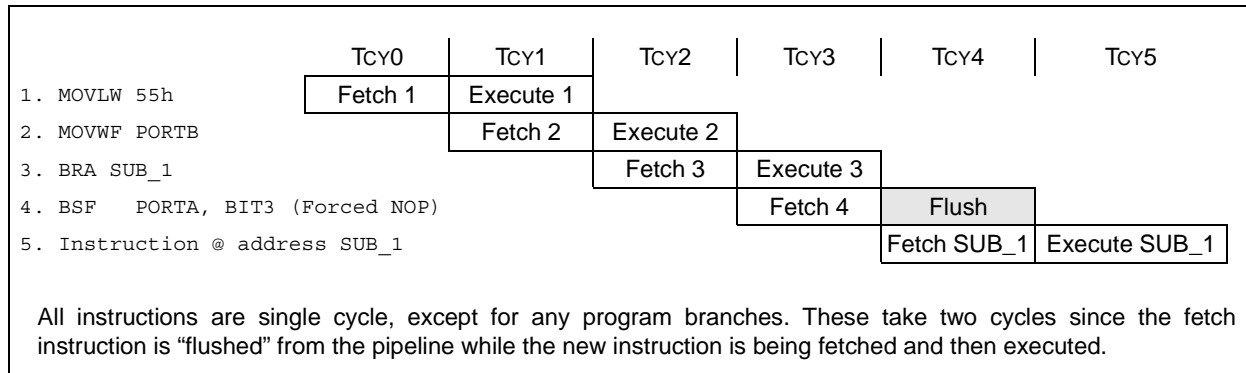 TCY0 TCY1 TCY2 TCY3 TCY4 TCY5
1. MOVLW 55h Fetch 1 Execute 1
2. MOVWF PORTB Fetch 2 Execute 2
3. BRA SUB_1 Fetch 3 Execute 3
4. BSF PORTA, BIT3 (Forced NOP) Fetch 4 Flush
5. Instruction @ address SUB_1 Fetch SUB_1 Execute SUB_1
All instructions are single cycle, except for any program branches. These take two cycles since the fetch
instruction is “flushed” from the pipeline while the new instruction is being fetched and then executed.